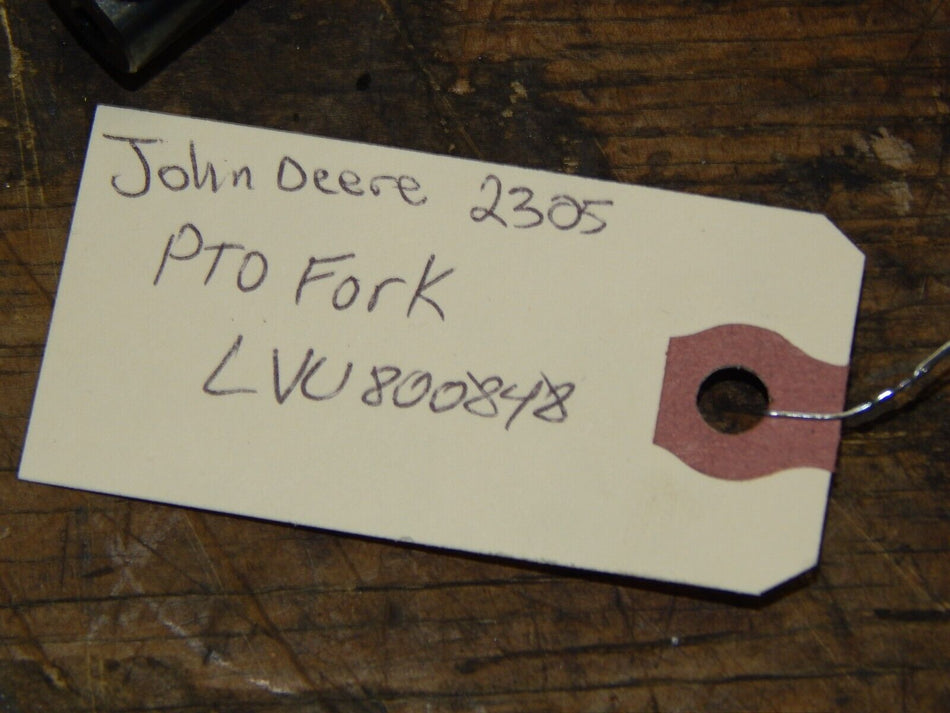 John Deere 2305
PTO Fork
LVU800848